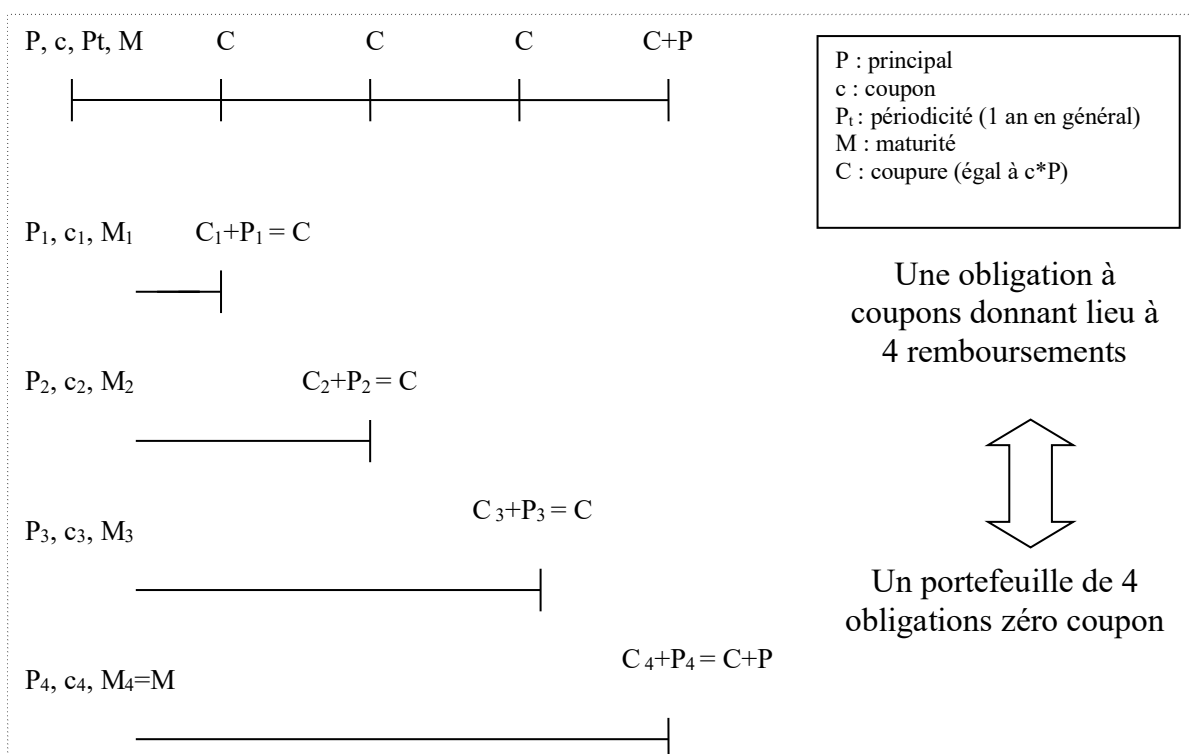 P, c, Pt, M C C C C+P
P : principal
c : coupon
Pₜ : périodicité (1 an en général)
M : maturité
C : coupure (égal à c*P)
P₁, c₁, M₁ C₁+P₁ = C
Une obligation à
coupons donnant lieu à
4 remboursements
P₂, c₂, M₂ C₂+P₂ = C
P₃, c₃, M₃ C ₃+P₃ = C
Un portefeuille de 4
obligations zéro coupon
P₄, c₄, M₄=M C ₄+P₄ = C+P